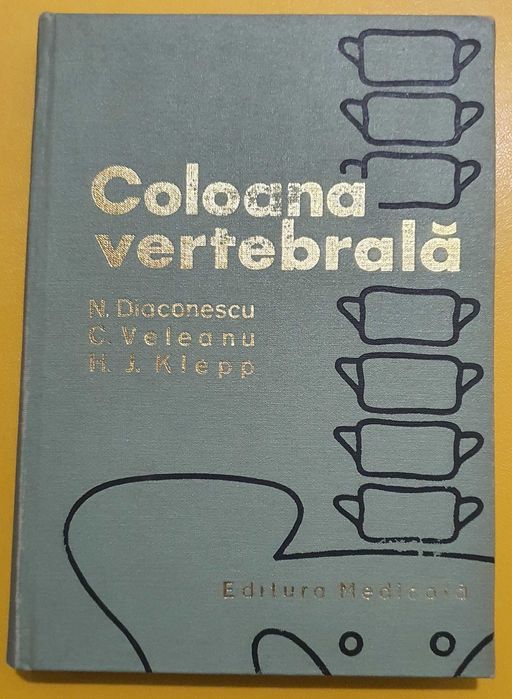 Coloana
vertebrală
N. Diaconescu
C. Veleanu
H. J. Klepp
Editura Medicală